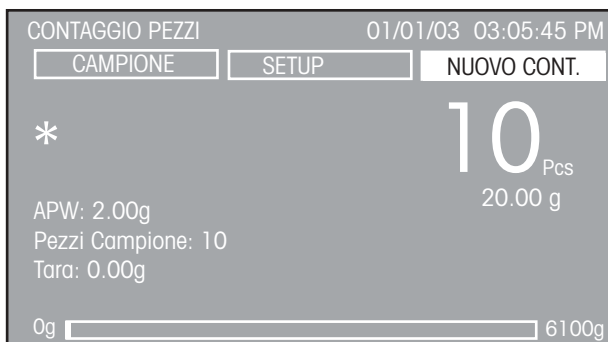 CONTAGGIO PEZZI 01/01/03 03:05:45 PM
CAMPIONE SETUP NUOVO CONT.
* 10 Pcs
20.00 g
APW: 2.00g
Pezzi Campione: 10
Tara: 0.00g
0g 6100g